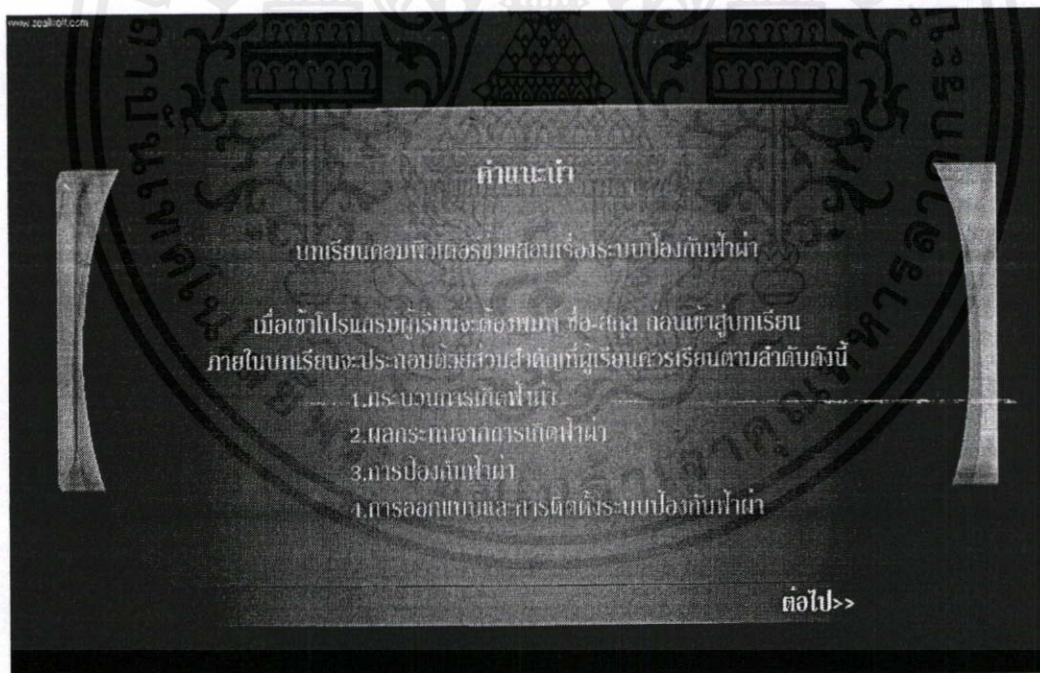 www.zeallsoft.com
คำแนะนำ
บทเรียนคอมพิวเตอร์ช่วยสอนเรื่องระบบป้องกันฟ้าผ่า
เมื่อเข้าโปรแกรมผู้เรียนจะต้องพิมพ์ ชื่อ-สกุล ก่อนเข้าสู่บทเรียน
ภายในบทเรียนจะประกอบด้วยส่วนสำคัญที่ผู้เรียนควรเรียนตามลำดับดังนี้
1.กระบวนการเกิดฟ้าผ่า
2.ผลกระทบจากการเกิดฟ้าผ่า
3.การป้องกันฟ้าผ่า
4.การออกแบบและการติดตั้งระบบป้องกันฟ้าผ่า
ต่อไป>>